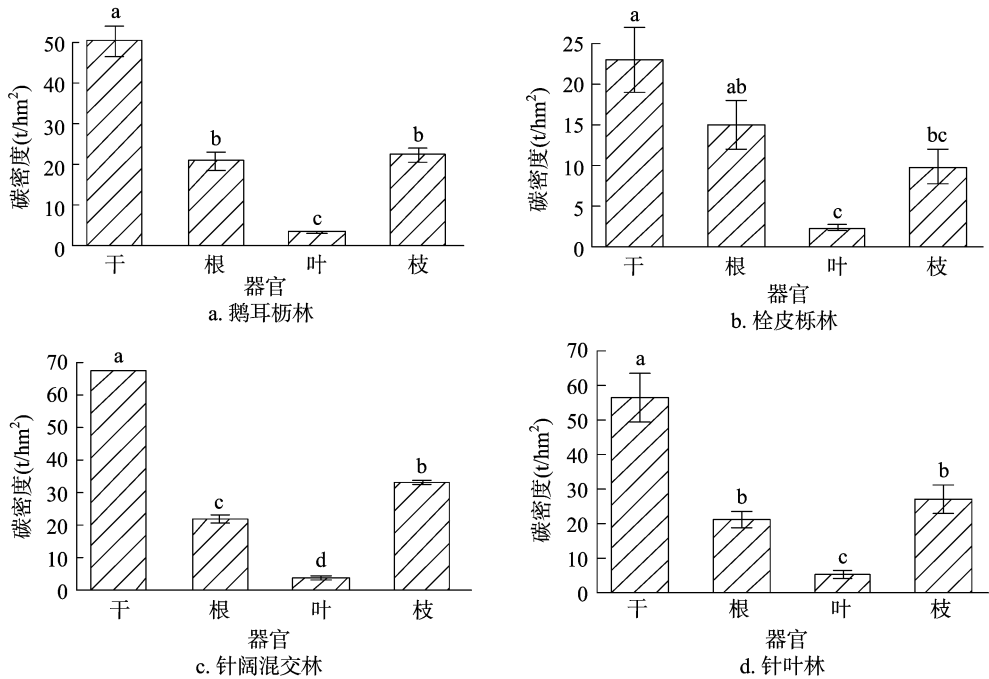 碳密度(t/hm²)
50
40
30
20
10
0
a
b
c
b
干 根 叶 枝
器官
a. 鹅耳枥林
碳密度(t/hm²)
25
20
15
10
5
0
a
ab
c
bc
干 根 叶 枝
器官
b. 栓皮栎林
碳密度(t/hm²)
70
60
50
40
30
20
10
0
a
c
d
b
干 根 叶 枝
器官
c. 针阔混交林
碳密度(t/hm²)
70
60
50
40
30
20
10
0
a
b
c
b
干 根 叶 枝
器官
d. 针叶林